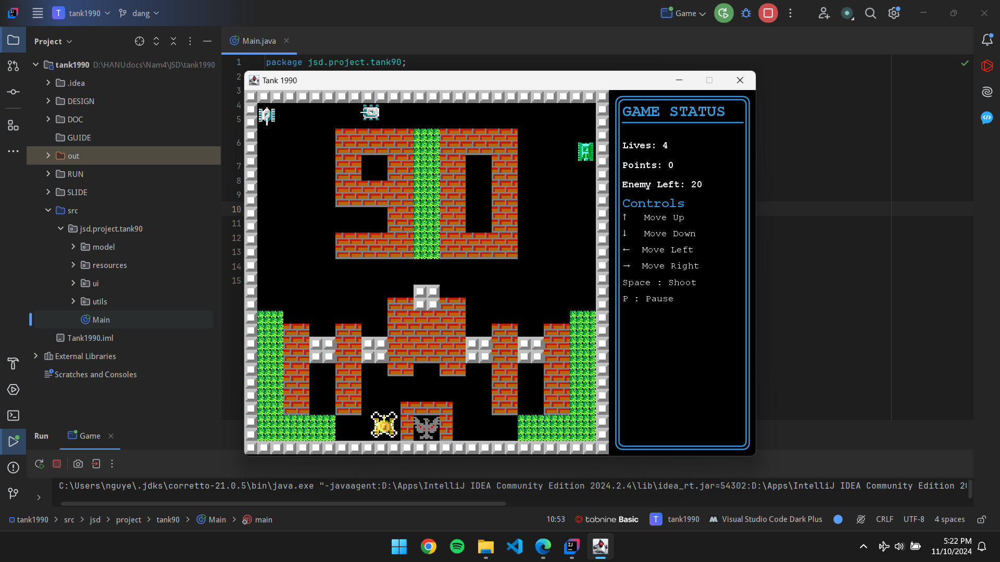 T tank1990 dang Game
Project
Main.java
tank1990 D:\HANUdocs\Nam4\JSD\tank1990
.idea
DESIGN
DOC
GUIDE
out
RUN
SLIDE
src
jsd.project.tank90
model
resources
ui
utils
Main
Tank1990.iml
External Libraries
Scratches and Consoles
1 package jsd.project.tank90;
2
3
4
5
6
7
8
9
10
11
12
13
14
15
Tank 1990
GAME STATUS
Lives: 4
Points: 0
Enemy Left: 20
Controls
↑ Move Up
↓ Move Down
← Move Left
→ Move Right
Space : Shoot
P : Pause
Run Game
C:\Users\nguye\.jdks\corretto-21.0.5\bin\java.exe "-javaagent:D:\Apps\IntelliJ IDEA Community Edition 2024.2.4\lib\idea_rt.jar=54302:D:\Apps\IntelliJ IDEA Community Edition
tank1990 > src > jsd > project > tank90 > Main > main
10:53 tabnine Basic T tank1990 Visual Studio Code Dark Plus CRLF UTF-8 4 spaces
5:22 PM
11/10/2024